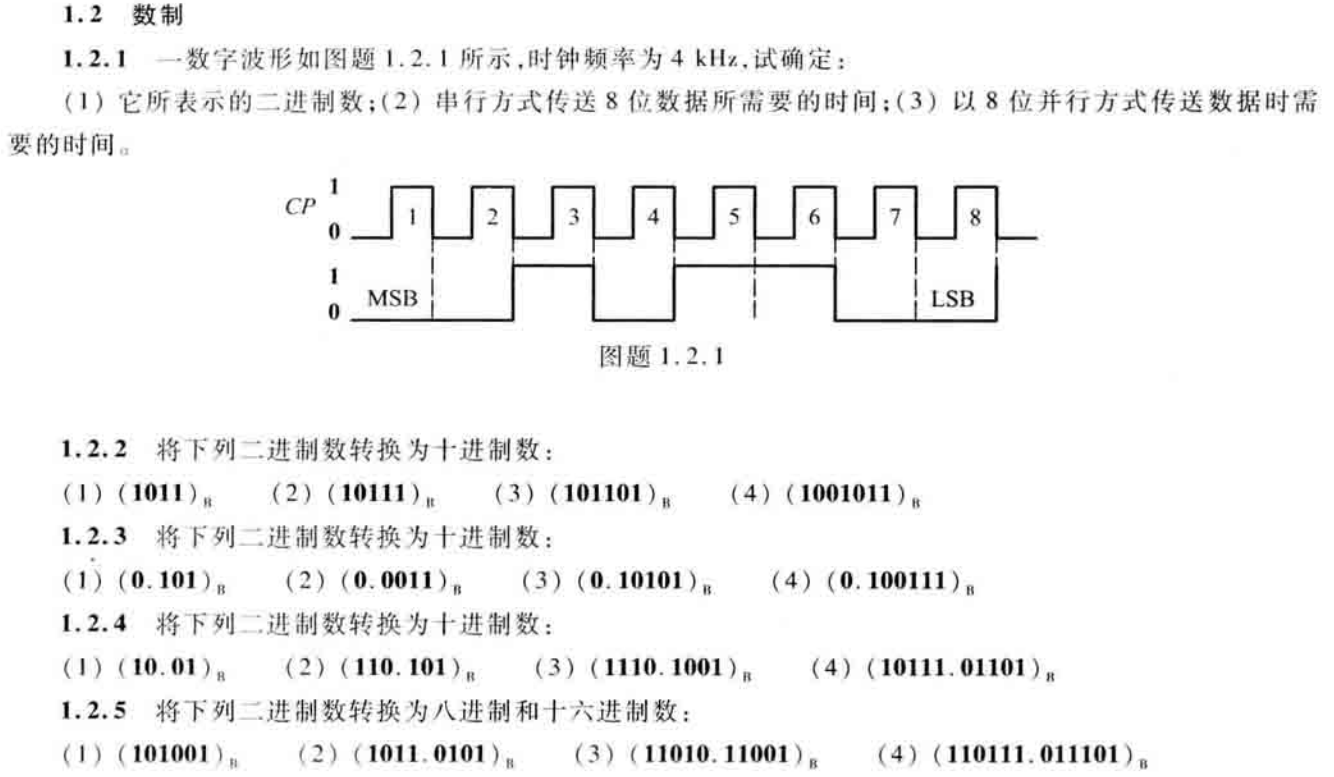 1.2 数制
1.2.1 一数字波形如图题 1.2.1 所示,时钟频率为 4 kHz,试确定:
(1) 它所表示的二进制数;(2) 串行方式传送 8 位数据所需要的时间;(3) 以 8 位并行方式传送数据时需
要的时间。
CP 1 0 1 2 3 4 5 6 7 8
1 0 MSB LSB
图题 1.2.1
1.2.2 将下列二进制数转换为十进制数:
(1) (1011)B (2) (10111)B (3) (101101)B (4) (1001011)B
1.2.3 将下列二进制数转换为十进制数:
(1) (0.101)B (2) (0.0011)B (3) (0.10101)B (4) (0.100111)B
1.2.4 将下列二进制数转换为十进制数:
(1) (10.01)B (2) (110.101)B (3) (1110.1001)B (4) (10111.01101)B
1.2.5 将下列二进制数转换为八进制和十六进制数:
(1) (101001)B (2) (1011.0101)B (3) (11010.11001)B (4) (110111.011101)B